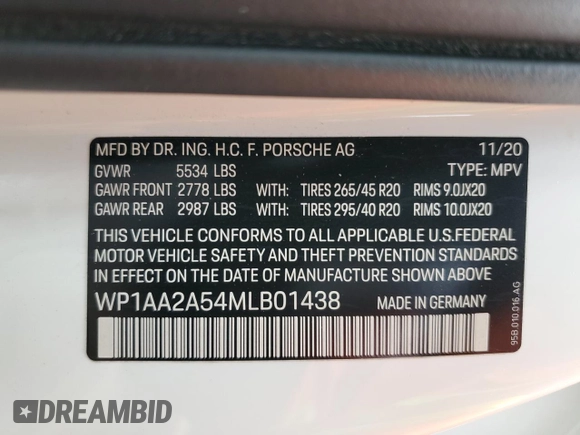 MFD BY DR. ING. H.C. F. PORSCHE AG 11/20
GVWR 5534 LBS TYPE: MPV
GAWR FRONT 2778 LBS WITH: TIRES 265/45 R20 RIMS 9.0JX20
GAWR REAR 2987 LBS WITH: TIRES 295/40 R20 RIMS 10.0JX20
THIS VEHICLE CONFORMS TO ALL APPLICABLE U.S.FEDERAL
MOTOR VEHICLE SAFETY AND THEFT PREVENTION STANDARDS
IN EFFECT ON THE DATE OF MANUFACTURE SHOWN ABOVE
WP1AA2A54MLB01438 MADE IN GERMANY
95B.010.016.AG
DREAMBID